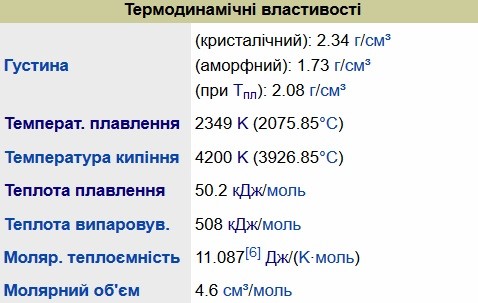 Термодинамічні властивості
Густина
(кристалічний): 2.34 г/см³
(аморфний): 1.73 г/см³
(при Tпл): 2.08 г/см³
Температ. плавлення 2349 K (2075.85°C)
Температура кипіння 4200 K (3926.85°C)
Теплота плавлення 50.2 кДж/моль
Теплота випаровув. 508 кДж/моль
Моляр. теплоємність 11.087[6] Дж/(K·моль)
Молярний об'єм 4.6 см³/моль